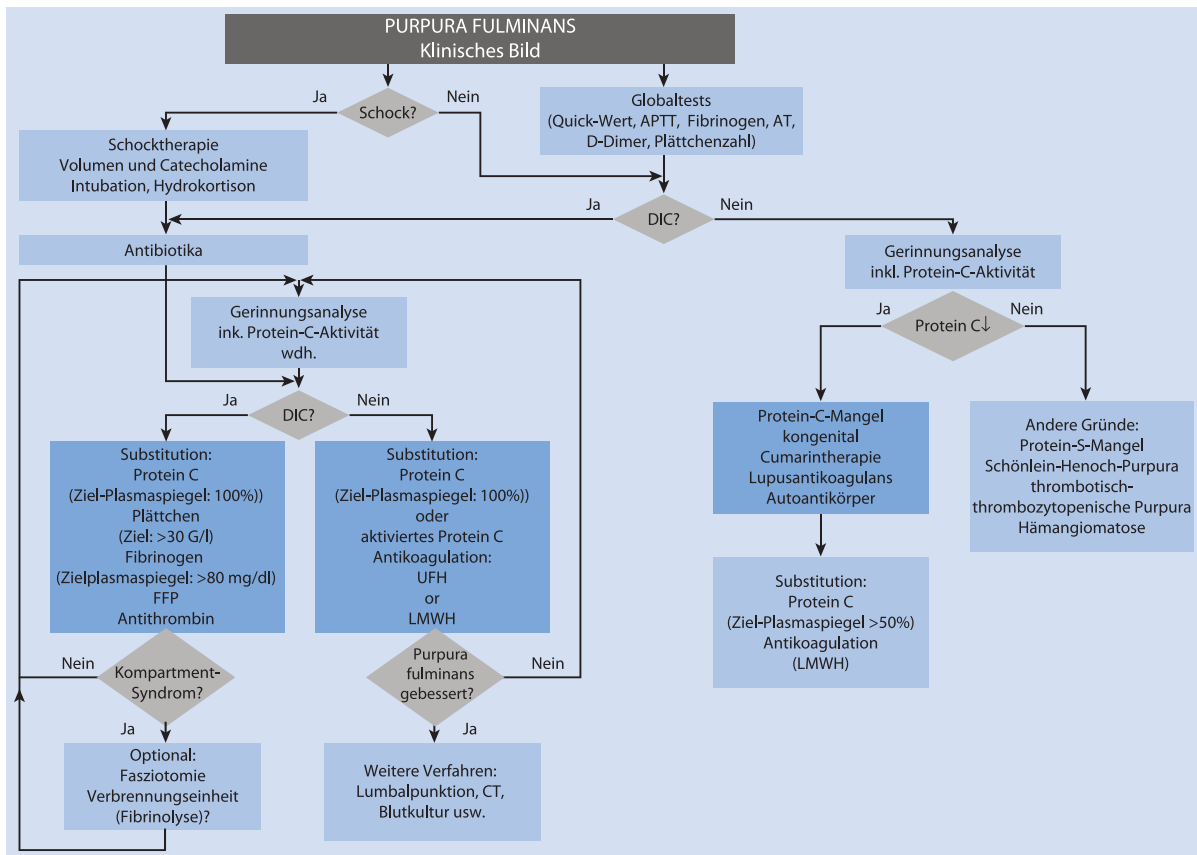 PURPURA FULMINANS
Klinisches Bild
Ja
Schock?
Nein
Globaltests
(Quick-Wert, APTT, Fibrinogen, AT,
D-Dimer, Plättchenzahl)
Schocktherapie
Volumen und Catecholamine
Intubation, Hydrokortison
Ja
DIC?
Nein
Antibiotika
Gerinnungsanalyse
inkl. Protein-C-Aktivität
Gerinnungsanalyse
ink. Protein-C-Aktivität
wdh.
Ja
Protein C↓
Nein
Ja
DIC?
Nein
Substitution:
Protein C
(Ziel-Plasmaspiegel: 100%))
Plättchen
(Ziel: >30 G/l)
Fibrinogen
(Zielplasmaspiegel: >80 mg/dl)
FFP
Antithrombin
Substitution:
Protein C
(Ziel-Plasmaspiegel: 100%))
oder
aktiviertes Protein C
Antikoagulation:
UFH
or
LMWH
Protein-C-Mangel
kongenital
Cumarintherapie
Lupusantikoagulans
Autoantikörper
Andere Gründe:
Protein-S-Mangel
Schönlein-Henoch-Purpura
thrombotisch-
thrombozytopenische Purpura
Hämangiomatose
Substitution:
Protein C
(Ziel-Plasmaspiegel >50%)
Antikoagulation
(LMWH)
Nein
Kompartment-
Syndrom?
Ja
Purpura
fulminans
gebessert?
Nein
Ja
Optional:
Fasziotomie
Verbrennungseinheit
(Fibrinolyse)?
Weitere Verfahren:
Lumbalpunktion, CT,
Blutkultur usw.